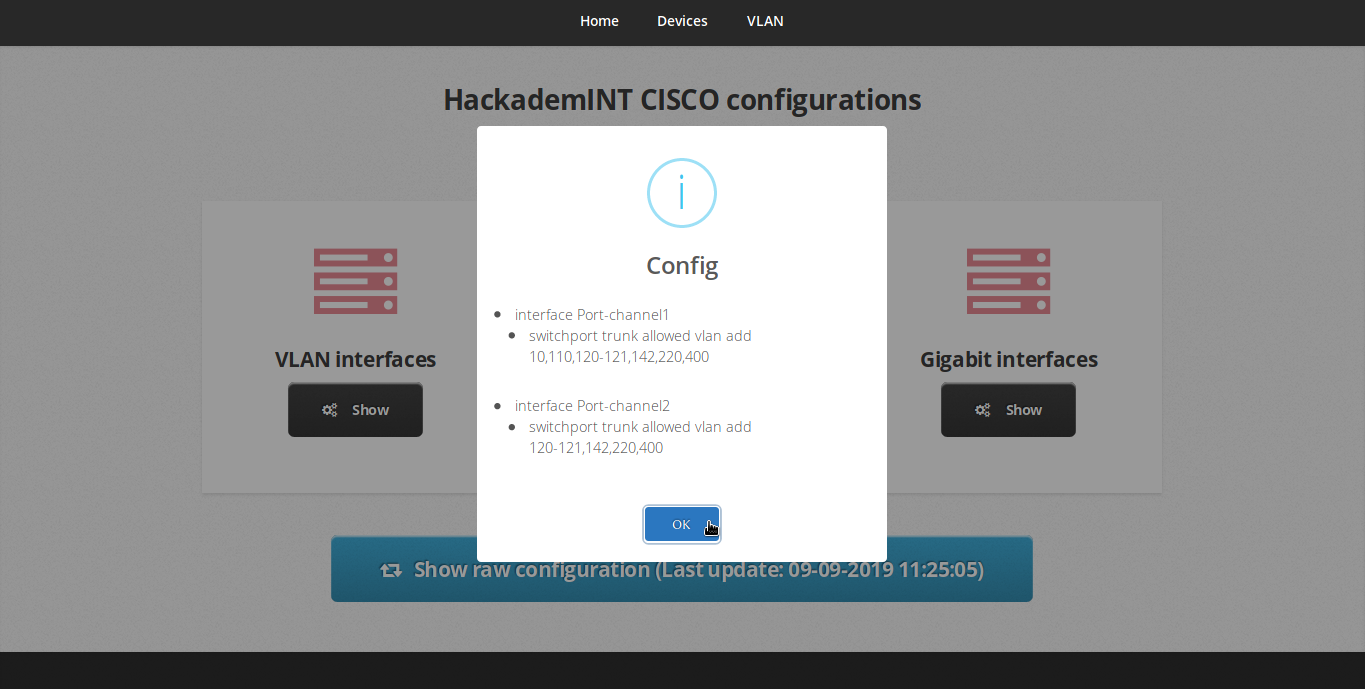 Home Devices VLAN
HackademINT CISCO configurations
i
Config
interface Port-channel1
switchport trunk allowed vlan add
10,110,120-121,142,220,400
interface Port-channel2
switchport trunk allowed vlan add
120-121,142,220,400
OK
VLAN interfaces
Show
Gigabit interfaces
Show
Show raw configuration (Last update: 09-09-2019 11:25:05)